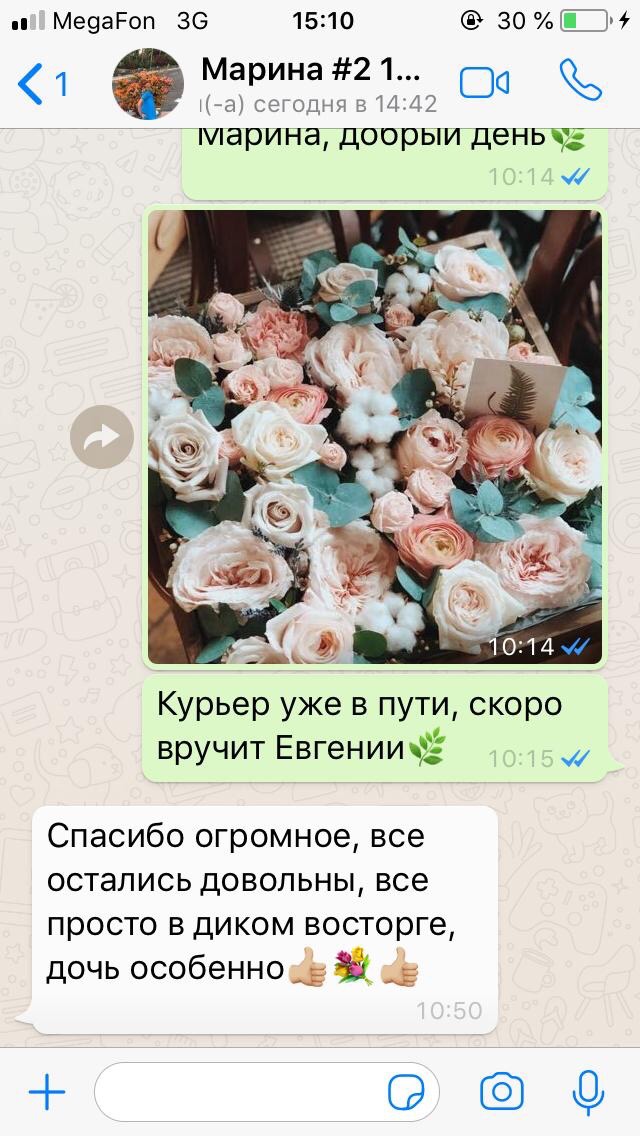 MegaFon 3G 15:10 30 %
1 Марина #2 1...
(-а) сегодня в 14:42
Марина, добрый день🌿
10:14
10:14
Курьер уже в пути, скоро
вручит Евгении🌿 10:15
Спасибо огромное, все
остались довольны, все
просто в диком восторге,
дочь особенно👍🏼💐👍🏼
10:50